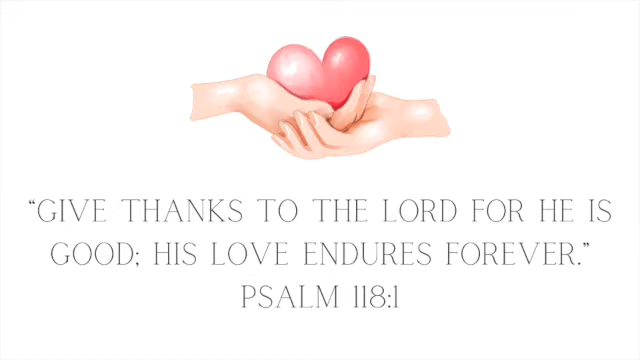 “GIVE THANKS TO THE LORD FOR HE IS
GOOD; HIS LOVE ENDURES FOREVER.”
PSALM 118:1